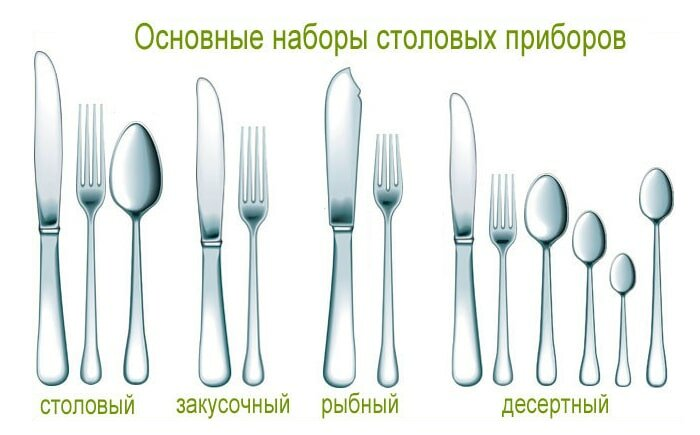 Основные наборы столовых приборов
столовый закусочный рыбный десертный